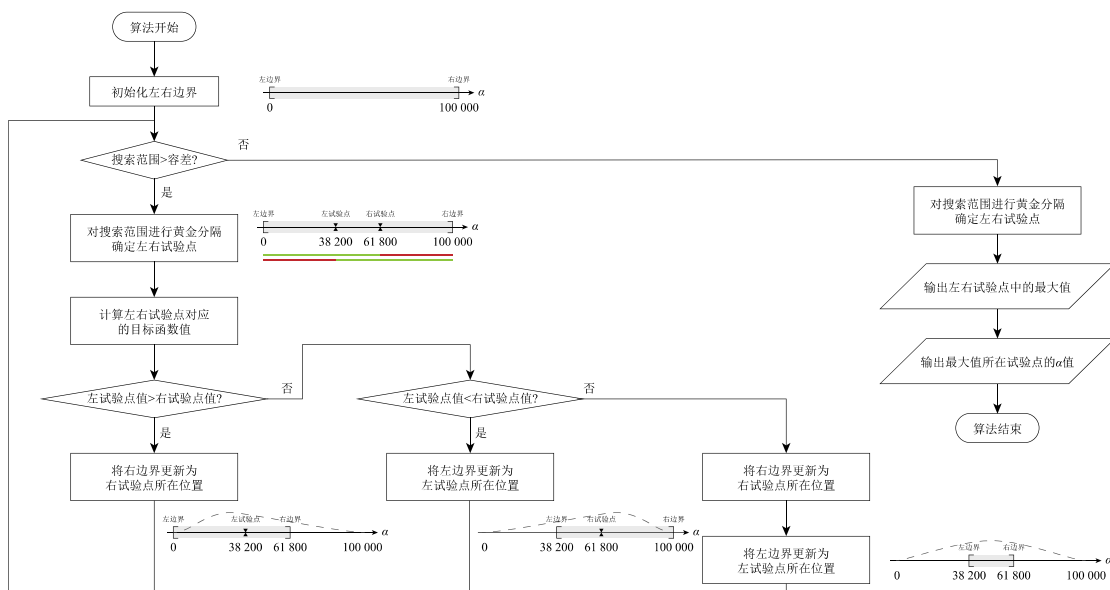 算法开始
初始化左右边界
左边界
右边界
α
0
100 000
搜索范围>容差?
否
是
对搜索范围进行黄金分隔
确定左右试验点
左边界
左试验点
右试验点
右边界
α
0
38 200
61 800
100 000
计算左右试验点对应
的目标函数值
左试验点值>右试验点值?
否
是
将右边界更新为
右试验点所在位置
左边界
左试验点
右边界
α
0
38 200
61 800
100 000
左试验点值<右试验点值?
否
是
将左边界更新为
左试验点所在位置
左边界
右试验点
右边界
α
0
38 200
61 800
100 000
将右边界更新为
右试验点所在位置
将左边界更新为
左试验点所在位置
左边界
右边界
α
0
38 200
61 800
100 000
对搜索范围进行黄金分隔
确定左右试验点
输出左右试验点中的最大值
输出最大值所在试验点的α值
算法结束